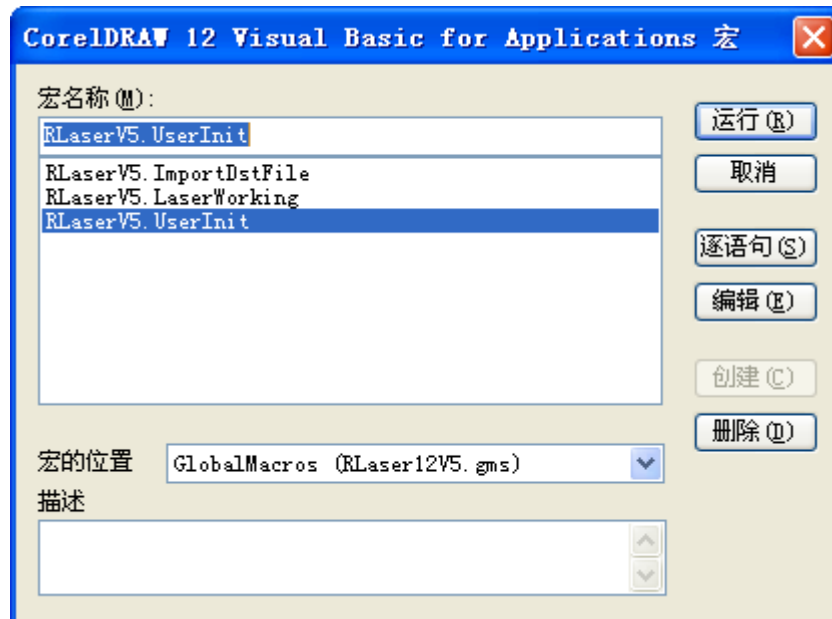 CorelDRAW 12 Visual Basic for Applications 宏
宏名称(M):
RLaserV5.UserInit
RLaserV5.ImportDstFile
RLaserV5.LaserWorking
RLaserV5.UserInit
运行(R)
取消
逐语句(S)
编辑(E)
创建(C)
删除(D)
宏的位置 GlobalMacros (RLaser12V5.gms)
描述